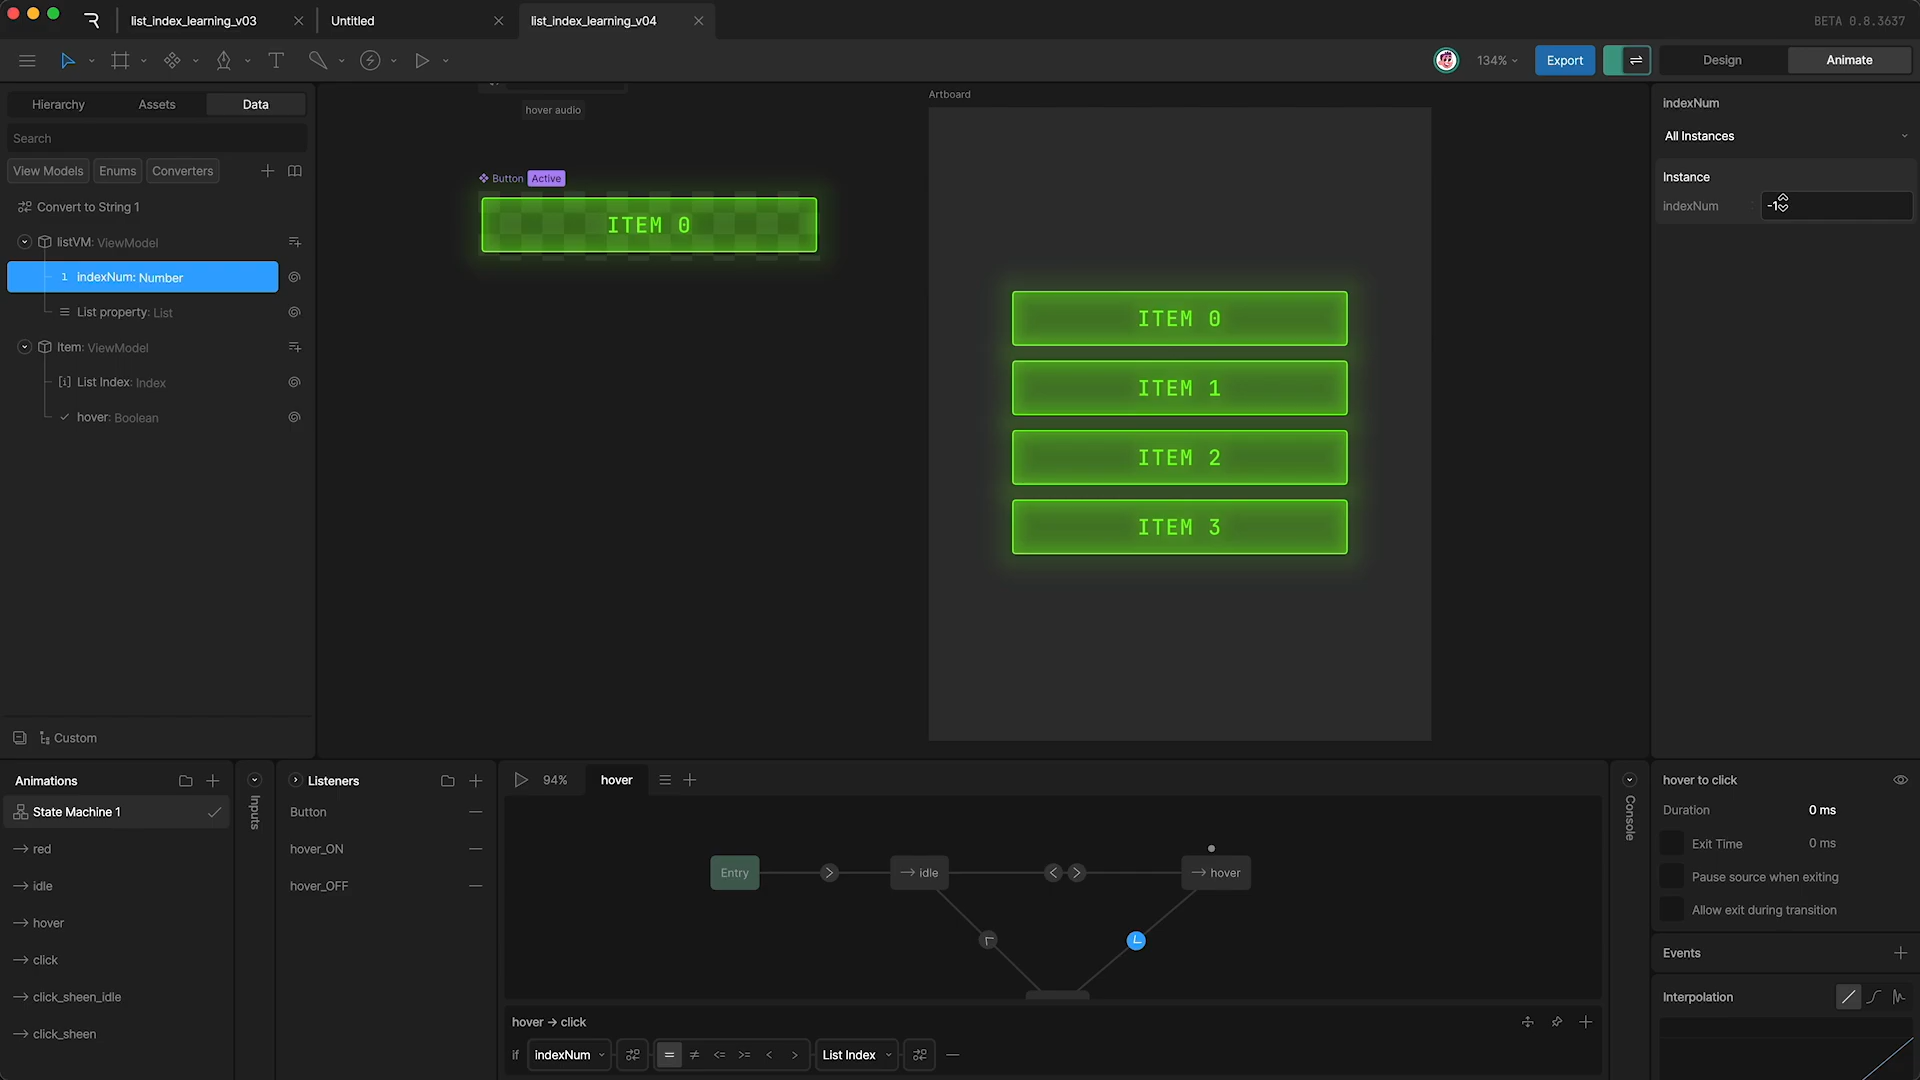 list_index_learning_v03
Untitled
list_index_learning_v04
BETA 0.8.3637
134%
Export
Design
Animate
Hierarchy
Assets
Data
Search
View Models
Enums
Converters
Convert to String 1
listVM: ViewModel
1 indexNum: Number
List property: List
Item: ViewModel
List Index: Index
hover: Boolean
Custom
hover audio
Button
Active
ITEM 0
Artboard
ITEM 0
ITEM 1
ITEM 2
ITEM 3
indexNum
All Instances
Instance
indexNum
-1
Animations
State Machine 1
red
idle
hover
click
click_sheen_idle
click_sheen
Inputs
Listeners
Button
hover_ON
hover_OFF
94%
hover
Entry
idle
hover
hover → click
if
indexNum
= ≠ <= >= < >
List Index
Console
hover to click
Duration
0 ms
Exit Time
0 ms
Pause source when exiting
Allow exit during transition
Events
Interpolation